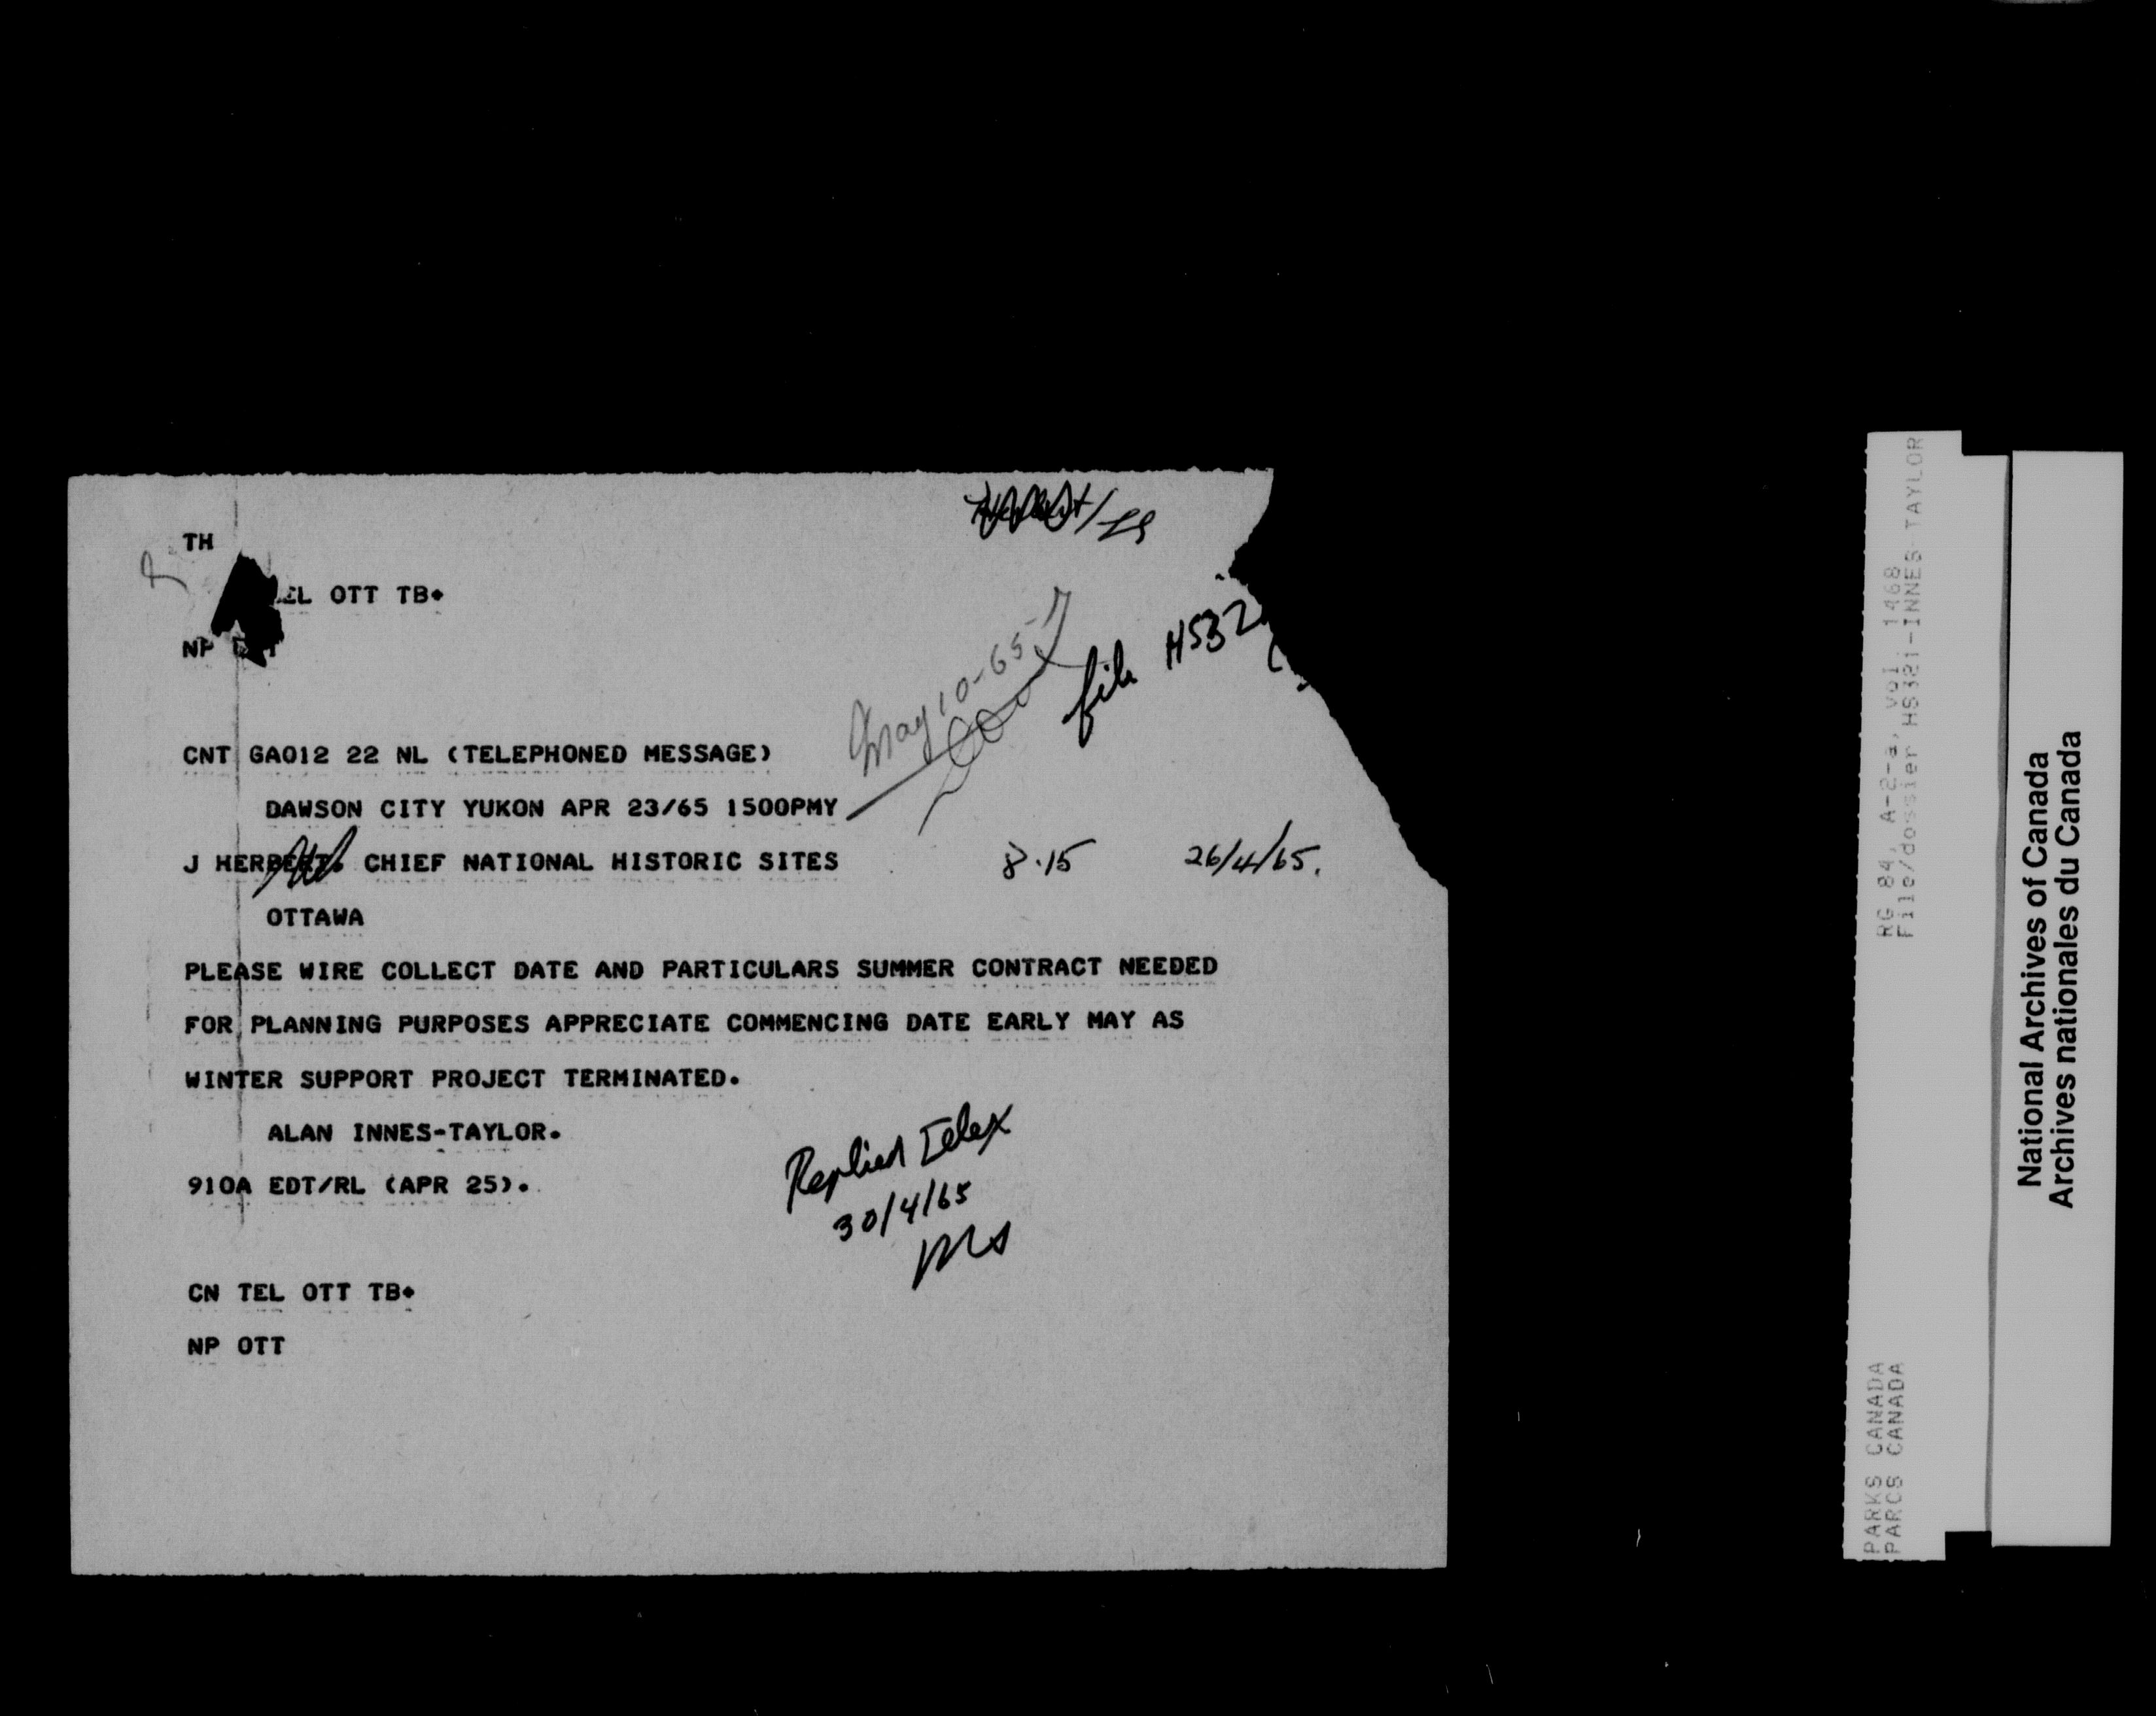 TH
EL OTT TB+
NP
May 10-65
file HS32
CNT GA012 22 NL (TELEPHONED MESSAGE)
DAWSON CITY YUKON APR 23/65 1500PMY
J HERBERT. CHIEF NATIONAL HISTORIC SITES
8.15 26/4/65.
OTTAWA
PLEASE WIRE COLLECT DATE AND PARTICULARS SUMMER CONTRACT NEEDED
FOR PLANNING PURPOSES APPRECIATE COMMENCING DATE EARLY MAY AS
WINTER SUPPORT PROJECT TERMINATED.
ALAN INNES-TAYLOR.
910A EDT/RL (APR 25).
Replied Telex
30/4/65
CN TEL OTT TB+
NP OTT
RG 84, A-2-a, vol. 1468
File/dossier HS321-INNES-TAYLOR
PARKS CANADA
PARCS CANADA
National Archives of Canada
Archives nationales du Canada